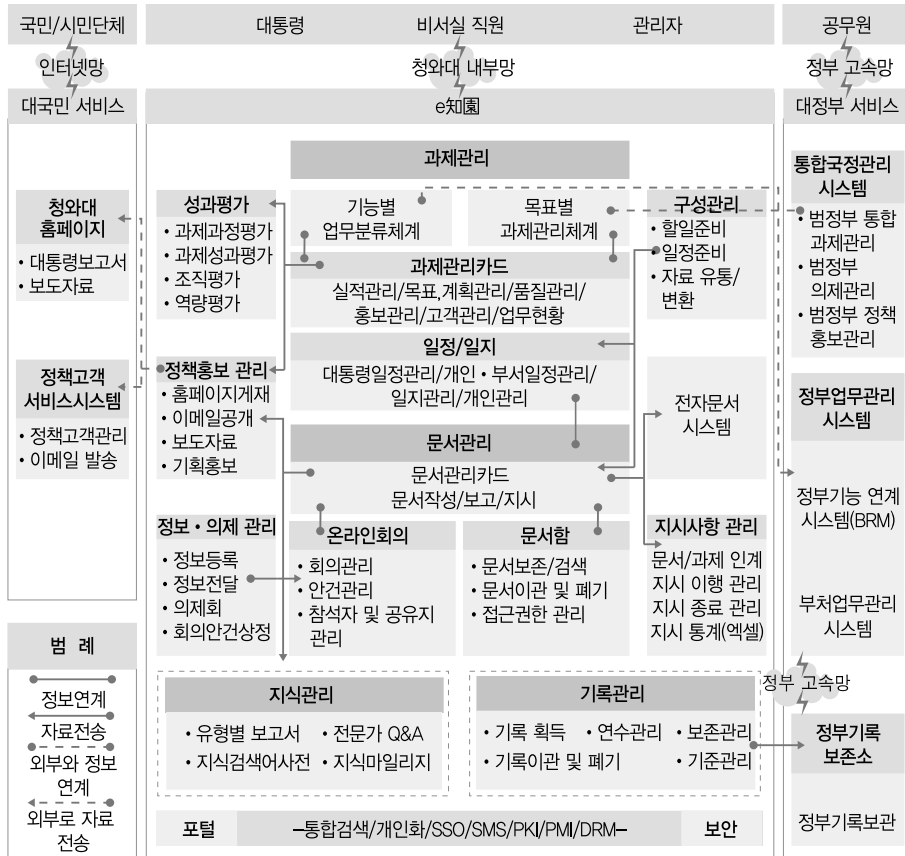 국민/시민단체
대통령 비서실 직원 관리자
공무원
인터넷망
청와대 내부망
정부 고속망
대국민 서비스
e知園
대정부 서비스
청와대
홈페이지
• 대통령보고서
• 보도자료
정책고객
서비스시스템
• 정책고객관리
• 이메일 발송
범 례
정보연계
자료전송
외부와 정보
연계
외부로 자료
전송
과제관리
성과평가
• 과제과정평가
• 과제성과평가
• 조직평가
• 역량평가
기능별
업무분류체계
목표별
과제관리체계
구성관리
• 할일준비
• 일정준비
• 자료 유통/
변환
과제관리카드
실적관리/목표,계획관리/품질관리/
홍보관리/고객관리/업무현황
일정/일지
대통령일정관리/개인・부서일정관리/
일지관리/개인관리
정책홍보 관리
• 홈페이지게재
• 이메일공개
• 보도자료
• 기획홍보
전자문서
시스템
문서관리
문서관리카드
문서작성/보고/지시
정보・의제 관리
• 정보등록
• 정보전달
• 의제회
• 회의안건상정
온라인회의
• 회의관리
• 안건관리
• 참석자 및 공유지
관리
문서함
• 문서보존/검색
• 문서이관 및 폐기
• 접근권한 관리
지시사항 관리
문서/과제 인계
지시 이행 관리
지시 종료 관리
지시 통계(엑셀)
지식관리
• 유형별 보고서 • 전문가 Q&A
• 지식검색어사전 • 지식마일리지
기록관리
• 기록 획득 • 연수관리 • 보존관리
• 기록이관 및 폐기 • 기준관리
포털
–통합검색/개인화/SSO/SMS/PKI/PMI/DRM–
보안
통합국정관리
시스템
• 범정부 통합
과제관리
• 범정부
의제관리
• 범정부 정책
홍보관리
정부업무관리
시스템
정부기능 연계
시스템(BRM)
부처업무관리
시스템
정부 고속망
정부기록
보존소
정부기록보관